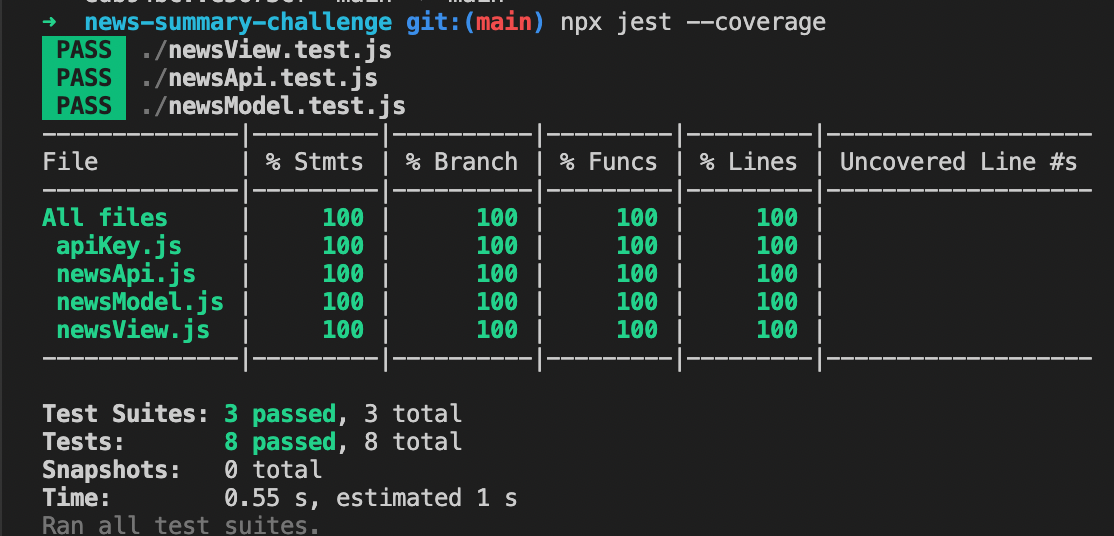 ➜  news-summary-challenge git:(main) npx jest --coverage
PASS ./newsView.test.js
PASS ./newsApi.test.js
PASS ./newsModel.test.js
--------------|---------|----------|---------|---------|-------------------
File          | % Stmts | % Branch | % Funcs | % Lines | Uncovered Line #s
--------------|---------|----------|---------|---------|-------------------
All files     |     100 |      100 |     100 |     100 |
 apiKey.js    |     100 |      100 |     100 |     100 |
 newsApi.js   |     100 |      100 |     100 |     100 |
 newsModel.js |     100 |      100 |     100 |     100 |
 newsView.js  |     100 |      100 |     100 |     100 |
--------------|---------|----------|---------|---------|-------------------
Test Suites: 3 passed, 3 total
Tests:       8 passed, 8 total
Snapshots:   0 total
Time:        0.55 s, estimated 1 s
Ran all test suites.